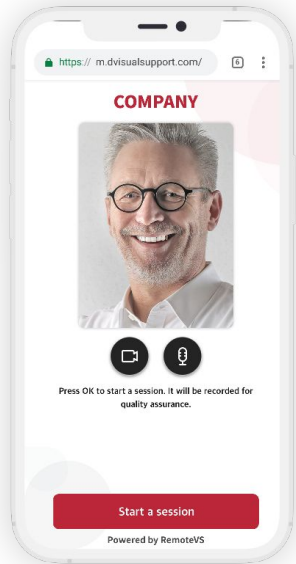 https:// m.dvisualsupport.com/ 6
COMPANY
Press OK to start a session. It will be recorded for
quality assurance.
Start a session
Powered by RemoteVS